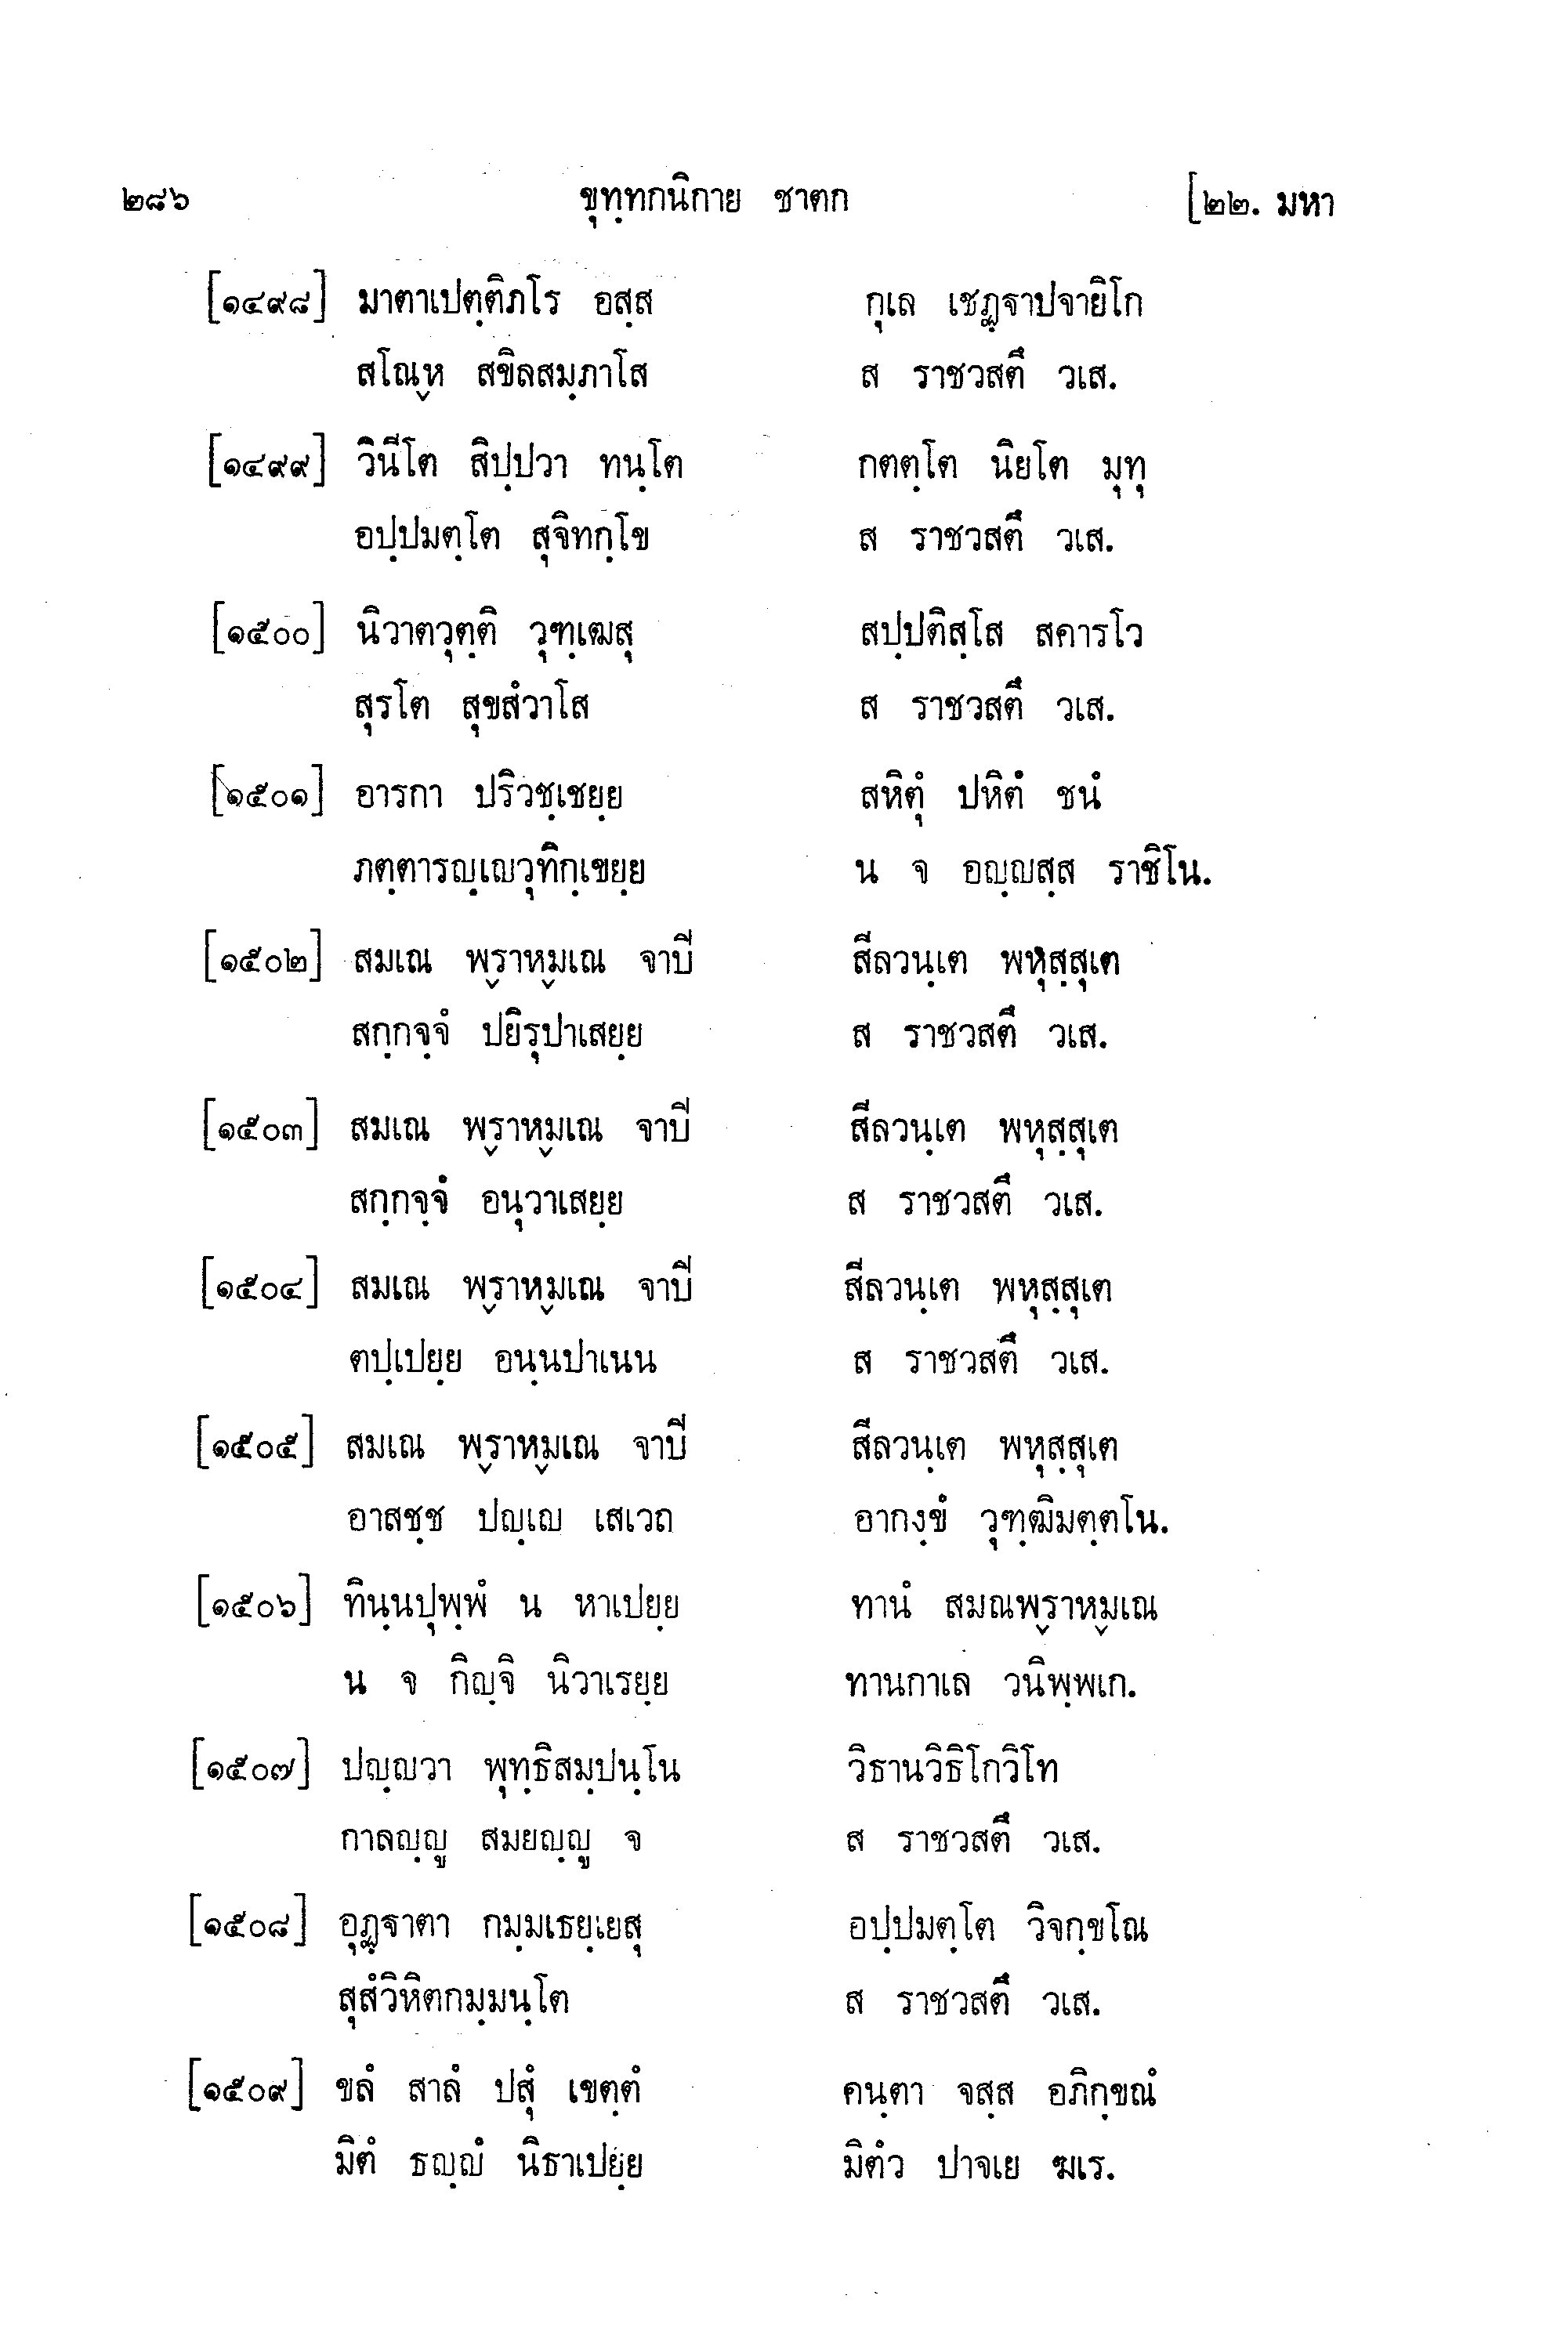 ๒๘๖ ขุทฺทกนิกาย ชาตก [๒๒. มหา
[๑๔๙๘] มาตาเปตฺติภโร อสฺส กุเล เชฏฺฐาปจายิโก
สโณฺห สขิลสมฺภาโส ส ราชวสตึ วเส.
[๑๔๙๙] วินีโต สิปฺปวา ทนฺโต กตตฺโต นิยโต มุทุ
อปฺปมตฺโต สุจิทกฺโข ส ราชวสตึ วเส.
[๑๕๐๐] นิวาตวุตฺติ วุฑฺเฒสุ สปฺปติสฺโส สคารโว
สุรโต สุขสํวาโส ส ราชวสตึ วเส.
[๑๕๐๑] อารกา ปริวชฺเชยฺย สหิตุํ ปหิตํ ชนํ
ภตฺตารญฺเญวุทิกฺเขยฺย น จ อญฺญสฺส ราชิโน.
[๑๕๐๒] สมเณ พฺราหฺมเณ จาปิ สีลวนฺเต พหุสฺสุเต
สกฺกจฺจํ ปยิรุปาเสยฺย ส ราชวสตึ วเส.
[๑๕๐๓] สมเณ พฺราหฺมเณ จาปิ สีลวนฺเต พหุสฺสุเต
สกฺกจฺจํ อนุวาเสยฺย ส ราชวสตึ วเส.
[๑๕๐๔] สมเณ พฺราหฺมเณ จาปิ สีลวนฺเต พหุสฺสุเต
ตปฺเปยฺย อนฺนปาเนน ส ราชวสตึ วเส.
[๑๕๐๕] สมเณ พฺราหฺมเณ จาปิ สีลวนฺเต พหุสฺสุเต
อาสชฺช ปญฺเญ เสเวถ อากงฺขํ วุฑฺฒิมตฺตโน.
[๑๕๐๖] ทินฺนปุพฺพํ น หาเปยฺย ทานํ สมณพฺราหฺมเณ
น จ กิญฺจิ นิวาเรยฺย ทานกาเล วนิพฺพเก.
[๑๕๐๗] ปญฺญวา พุทฺธิสมฺปนฺโน วิธานวิธิโกวิโท
กาลญฺญู สมยญฺญู จ ส ราชวสตึ วเส.
[๑๕๐๘] อุฏฺฐาตา กมฺมเธยฺเยสุ อปฺปมตฺโต วิจกฺขโณ
สุสํวิหิตกมฺมนฺโต ส ราชวสตึ วเส.
[๑๕๐๙] ขลํ สาลํ ปสุํ เขตฺตํ คนฺตา จสฺส อภิกฺขณํ
มิตํ ธญฺญํ นิธาเปยฺย มิตํว ปาจเย ฆเร.